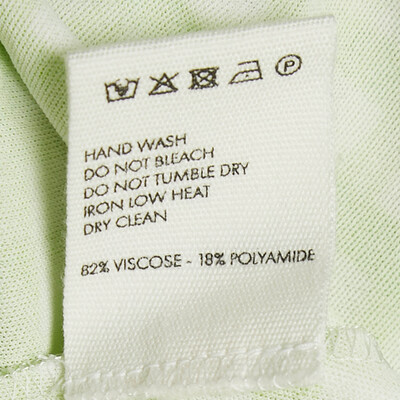 P
HAND WASH
DO NOT BLEACH
DO NOT TUMBLE DRY
IRON LOW HEAT
DRY CLEAN
82% VISCOSE - 18% POLYAMIDE